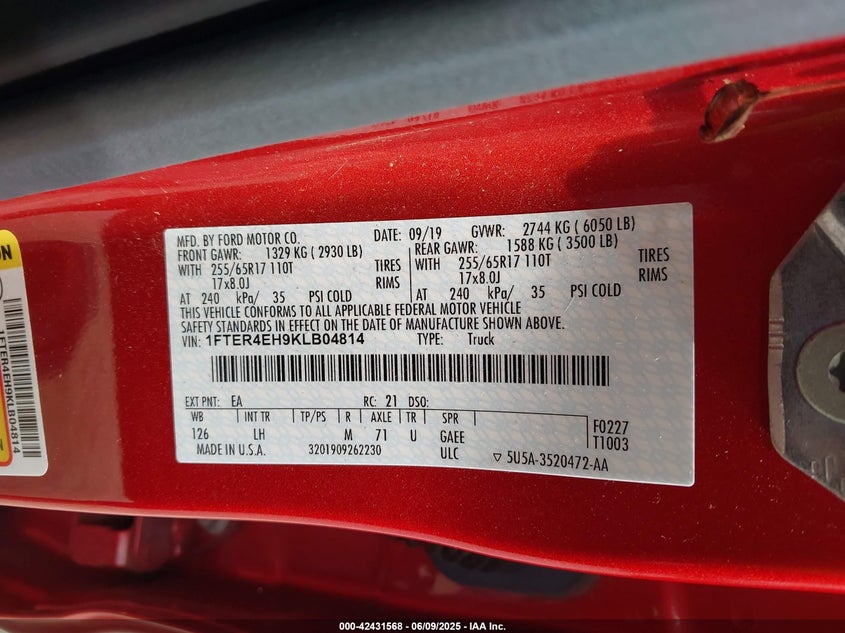 MFD. BY FORD MOTOR CO. DATE: 09/19 GVWR: 2744 KG ( 6050 LB)
FRONT GAWR: 1329 KG ( 2930 LB) REAR GAWR: 1588 KG ( 3500 LB)
WITH 255/65R17 110T TIRES WITH 255/65R17 110T TIRES
17x8.0J RIMS 17x8.0J RIMS
AT 240 kPa/ 35 PSI COLD AT 240 kPa/ 35 PSI COLD
THIS VEHICLE CONFORMS TO ALL APPLICABLE FEDERAL MOTOR VEHICLE
SAFETY STANDARDS IN EFFECT ON THE DATE OF MANUFACTURE SHOWN ABOVE.
VIN: 1FTER4EH9KLB04814 TYPE: Truck
EXT PNT: EA RC: 21 DSO:
WB INT TR TP/PS R AXLE TR SPR F0227
126 LH M 71 U GAEE T1003
MADE IN U.S.A. 3201909262230 ULC ▽ 5U5A-3520472-AA
1FTER4EH9KLB04814
000-42431568 | 06/09/2025 - IAA Inc.